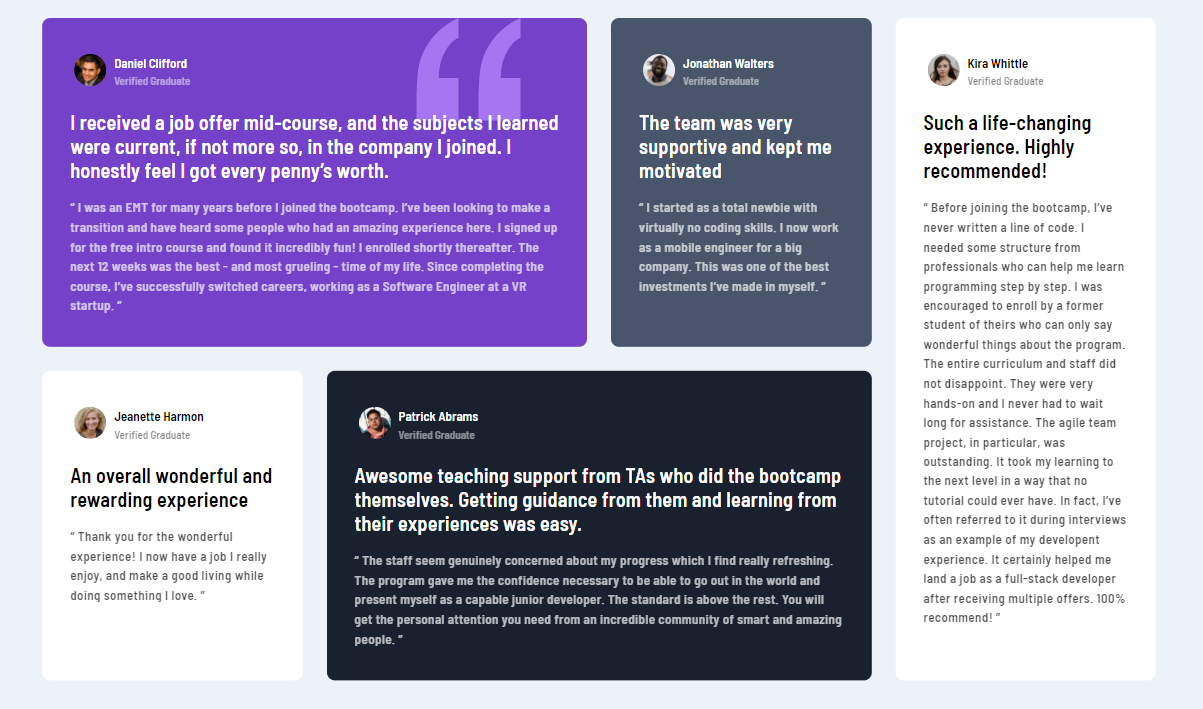 Daniel Clifford
Verified Graduate
I received a job offer mid-course, and the subjects I learned
were current, if not more so, in the company I joined. I
honestly feel I got every penny’s worth.
“ I was an EMT for many years before I joined the bootcamp. I’ve been looking to make a
transition and have heard some people who had an amazing experience here. I signed up
for the free intro course and found it incredibly fun! I enrolled shortly thereafter. The
next 12 weeks was the best - and most grueling - time of my life. Since completing the
course, I’ve successfully switched careers, working as a Software Engineer at a VR
startup. ”
Jonathan Walters
Verified Graduate
The team was very
supportive and kept me
motivated
“ I started as a total newbie with
virtually no coding skills. I now work
as a mobile engineer for a big
company. This was one of the best
investments I’ve made in myself. ”
Kira Whittle
Verified Graduate
Such a life-changing
experience. Highly
recommended!
“ Before joining the bootcamp, I’ve
never written a line of code. I
needed some structure from
professionals who can help me learn
programming step by step. I was
encouraged to enroll by a former
student of theirs who can only say
wonderful things about the program.
The entire curriculum and staff did
not disappoint. They were very
hands-on and I never had to wait
long for assistance. The agile team
project, in particular, was
outstanding. It took my learning to
the next level in a way that no
tutorial could ever have. In fact, I’ve
often referred to it during interviews
as an example of my developent
experience. It certainly helped me
land a job as a full-stack developer
after receiving multiple offers. 100%
recommend! ”
Jeanette Harmon
Verified Graduate
An overall wonderful and
rewarding experience
“ Thank you for the wonderful
experience! I now have a job I really
enjoy, and make a good living while
doing something I love. ”
Patrick Abrams
Verified Graduate
Awesome teaching support from TAs who did the bootcamp
themselves. Getting guidance from them and learning from
their experiences was easy.
“ The staff seem genuinely concerned about my progress which I find really refreshing.
The program gave me the confidence necessary to be able to go out in the world and
present myself as a capable junior developer. The standard is above the rest. You will
get the personal attention you need from an incredible community of smart and amazing
people. ”